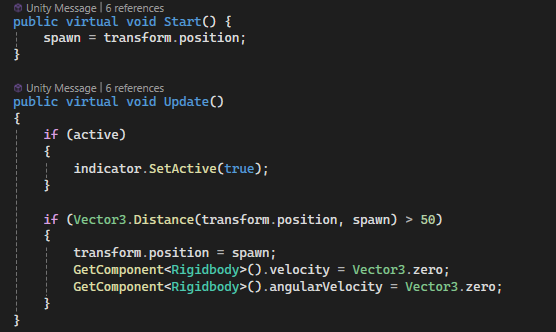 Unity Message | 6 references
public virtual void Start() {
    spawn = transform.position;
}
Unity Message | 6 references
public virtual void Update()
{
    if (active)
    {
        indicator.SetActive(true);
    }
    if (Vector3.Distance(transform.position, spawn) > 50)
    {
        transform.position = spawn;
        GetComponent<Rigidbody>().velocity = Vector3.zero;
        GetComponent<Rigidbody>().angularVelocity = Vector3.zero;
    }
}